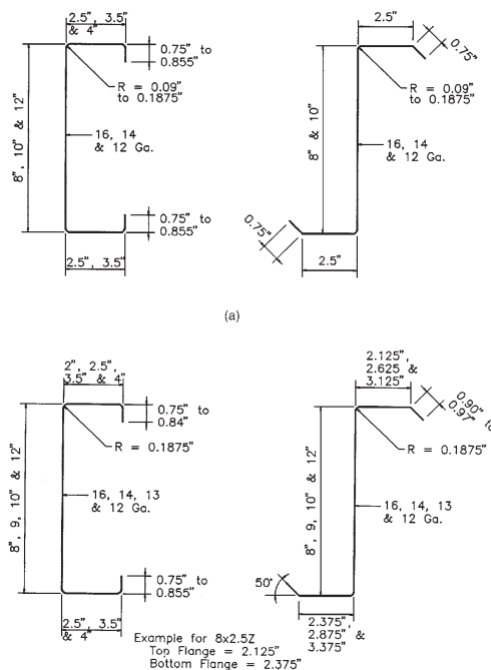 2.5", 3.5"
& 4"
0.75" to
0.855"
R = 0.09"
to 0.1875"
8", 10" & 12"
16, 14
& 12 Ga.
0.75" to
0.855"
2.5", 3.5"
2.5"
0.75"
R = 0.09"
to 0.1875"
8" & 10"
16, 14
& 12 Ga.
0.75"
2.5"
(a)
2", 2.5",
3.5" & 4"
0.75" to
0.84"
R = 0.1875"
8", 9, 10" & 12"
16, 14, 13
& 12 Ga.
0.75" to
0.855"
2.5", 3.5"
& 4"
2.125",
2.625 &
3.125"
0.90" to
0.97"
R = 0.1875"
8", 9, 10" & 12"
16, 14, 13
& 12 Ga.
50°
2.375",
2.875" &
3.375"
Example for 8x2.5Z
Top Flange = 2.125"
Bottom Flange = 2.375"